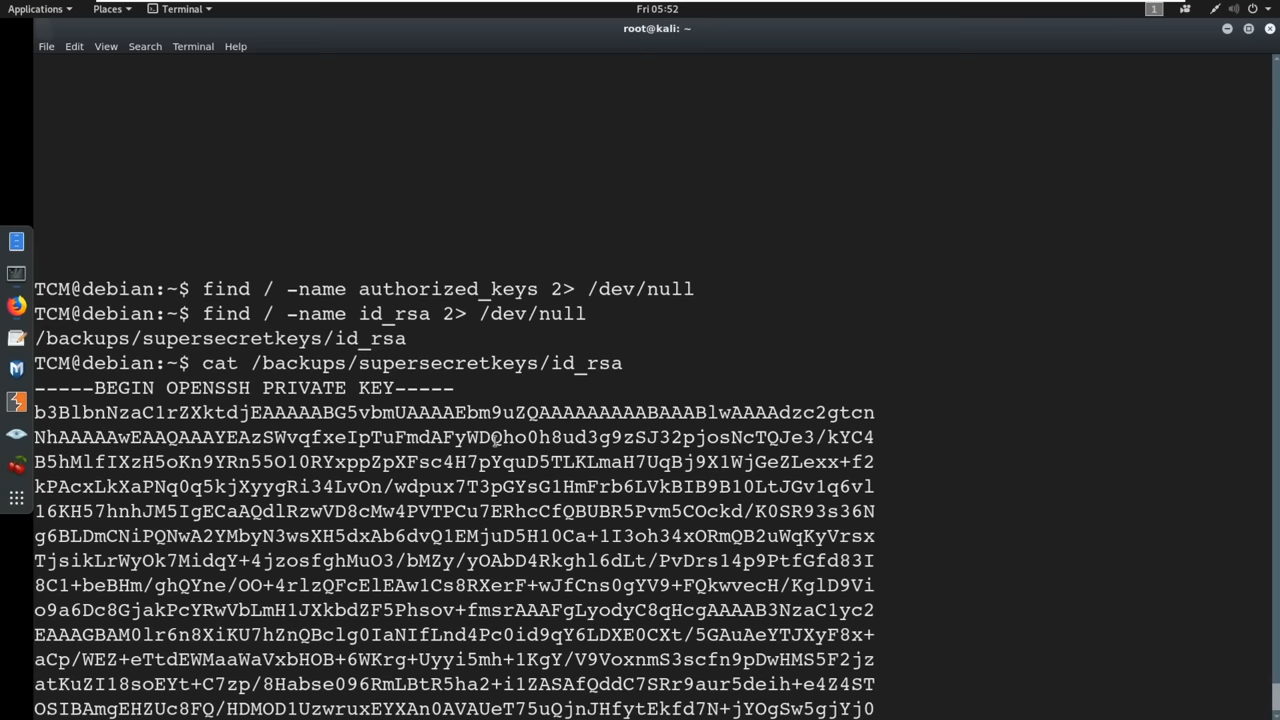 Applications Places Terminal Fri 05:52 1
root@kali: ~
File Edit View Search Terminal Help
TCM@debian:~$ find / -name authorized_keys 2> /dev/null
TCM@debian:~$ find / -name id_rsa 2> /dev/null
/backups/supersecretkeys/id_rsa
TCM@debian:~$ cat /backups/supersecretkeys/id_rsa
-----BEGIN OPENSSH PRIVATE KEY-----
b3BlbnNzaC1rZXktdjEAAAAABG5vbmUAAAAEbm9uZQAAAAAAAAABAAABlwAAAAdzc2gtcn
NhAAAAAwEAAQAAAYEAzSWvqfxeIpTuFmdAFyWDQho0h8ud3g9zSJ32pjosNcTQJe3/kYC4
B5hMlfIXzH5oKn9YRn55O10RYxppZpXFsc4H7pYquD5TLKLmaH7UqBj9X1WjGeZLexx+f2
kPAcxLkXaPNq0q5kjXyygRi34LvOn/wdpux7T3pGYsG1HmFrb6LVkBIB9B10LtJGv1q6vl
16KH57hnhJM5IgECaAQdlRzwVD8cMw4PVTPCu7ERhcCfQBUBR5Pvm5COckd/K0SR93s36N
g6BLDmCNiPQNwA2YMbyN3wsXH5dxAb6dvQ1EMjuD5H10Ca+1I3oh34xORmQB2uWqKyVrsx
TjsikLrWyOk7MidqY+4jzosfghMuO3/bMZy/yOAbD4Rkghl6dLt/PvDrs14p9PtfGfd83I
8C1+beBHm/ghQYne/OO+4rlzQFcElEAw1Cs8RXerF+wJfCns0gYV9+FQkwvecH/KglD9Vi
o9a6Dc8GjakPcYRwVbLmH1JXkbdZF5Phsov+fmsrAAAFgLyodyC8qHcgAAAAB3NzaC1yc2
EAAAGBAM0lr6n8XiKU7hZnQBclg0IaNIfLnd4Pc0id9qY6LDXE0CXt/5GAuAeYTJXyF8x+
aCp/WEZ+eTtdEWMaaWaVxbHOB+6WKrg+Uyyi5mh+1KgY/V9VoxnmS3scfn9pDwHMS5F2jz
atKuZI18soEYt+C7zp/8Habse096RmLBtR5ha2+i1ZASAfQddC7SRr9aur5deih+e4Z4ST
OSIBAmgEHZUc8FQ/HDMOD1UzwruxEYXAn0AVAUeT75uQjnJHfytEkfd7N+jYOgSw5gjYj0